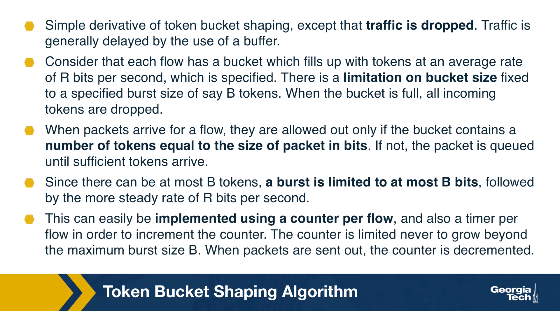 Simple derivative of token bucket shaping, except that traffic is dropped. Traffic is
generally delayed by the use of a buffer.
Consider that each flow has a bucket which fills up with tokens at an average rate
of R bits per second, which is specified. There is a limitation on bucket size fixed
to a specified burst size of say B tokens. When the bucket is full, all incoming
tokens are dropped.
When packets arrive for a flow, they are allowed out only if the bucket contains a
number of tokens equal to the size of packet in bits. If not, the packet is queued
until sufficient tokens arrive.
Since there can be at most B tokens, a burst is limited to at most B bits, followed
by the more steady rate of R bits per second.
This can easily be implemented using a counter per flow, and also a timer per
flow in order to increment the counter. The counter is limited never to grow beyond
the maximum burst size B. When packets are sent out, the counter is decremented.
Token Bucket Shaping Algorithm
Georgia
Tech